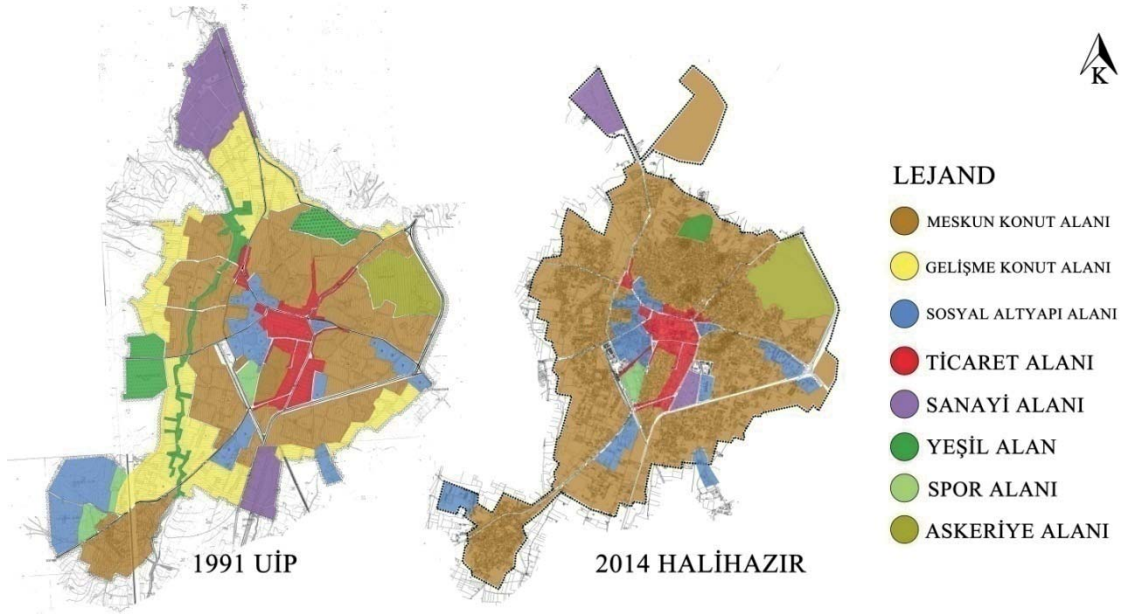 K
LEJAND
MESKUN KONUT ALANI
GELİŞME KONUT ALANI
SOSYAL ALTYAPI ALANI
TİCARET ALANI
SANAYİ ALANI
YEŞİL ALAN
SPOR ALANI
ASKERİYE ALANI
1991 UİP
2014 HALİHAZIR